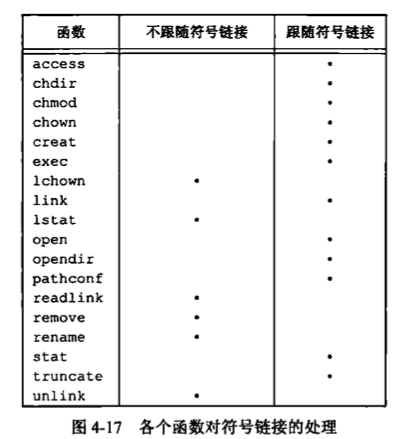 函数 不跟随符号链接 跟随符号链接
access •
chdir •
chmod •
chown •
creat •
exec •
lchown •
link •
lstat •
open •
opendir •
pathconf •
readlink •
remove •
rename •
stat •
truncate •
unlink •
图 4-17 各个函数对符号链接的处理